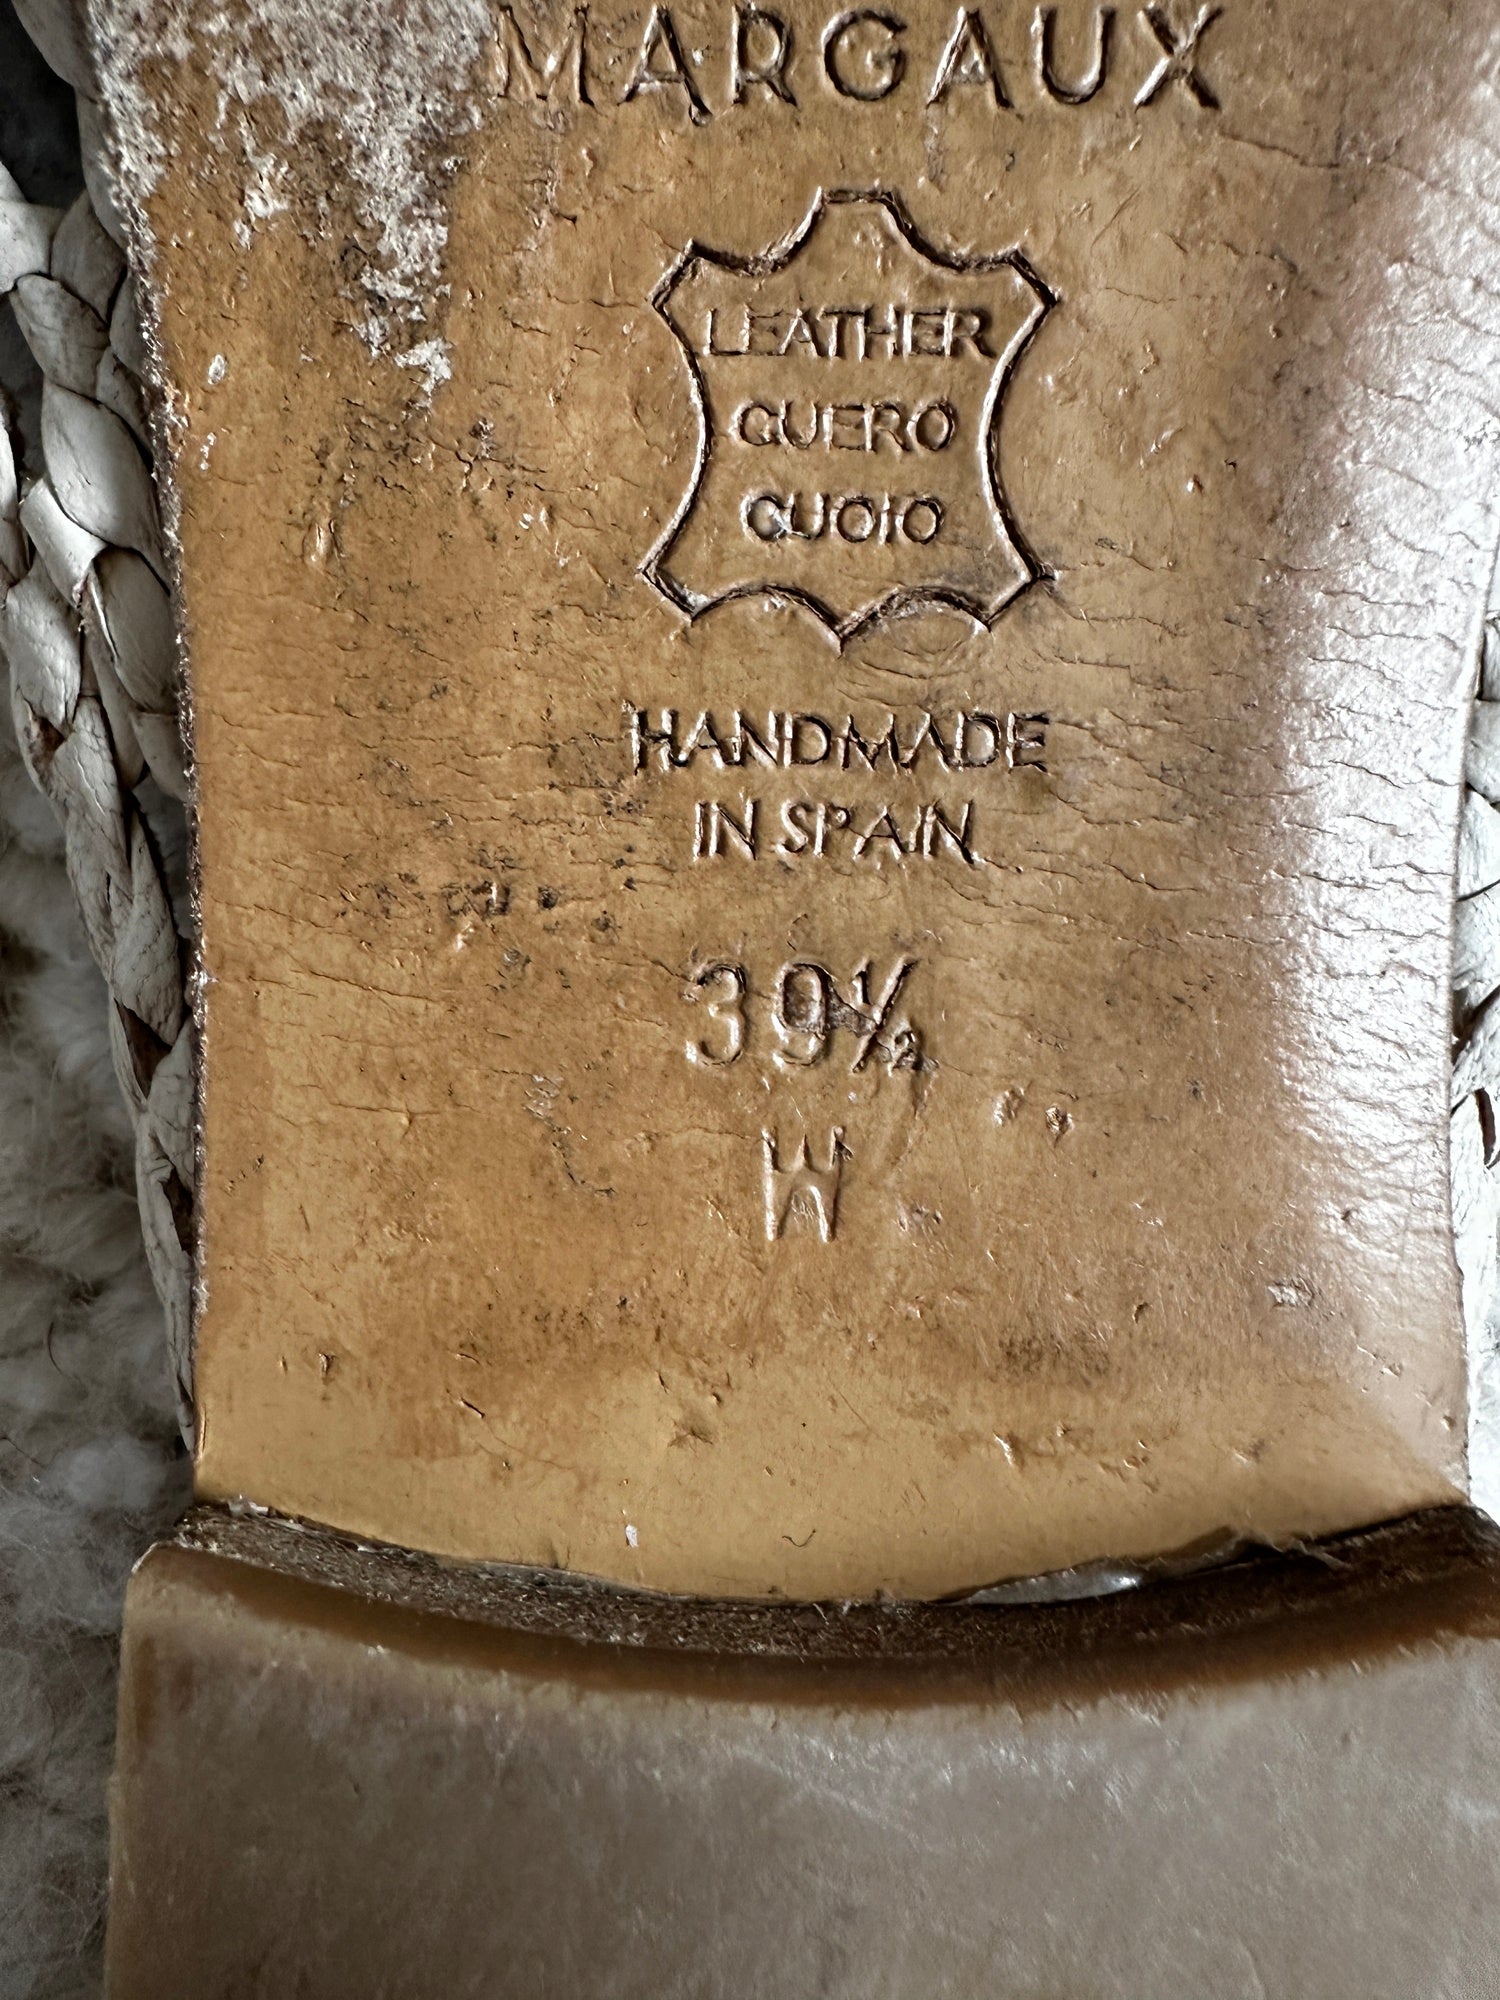 MARGAUX
LEATHER
CUERO
CUOIO
HANDMADE
IN SPAIN
39½
W